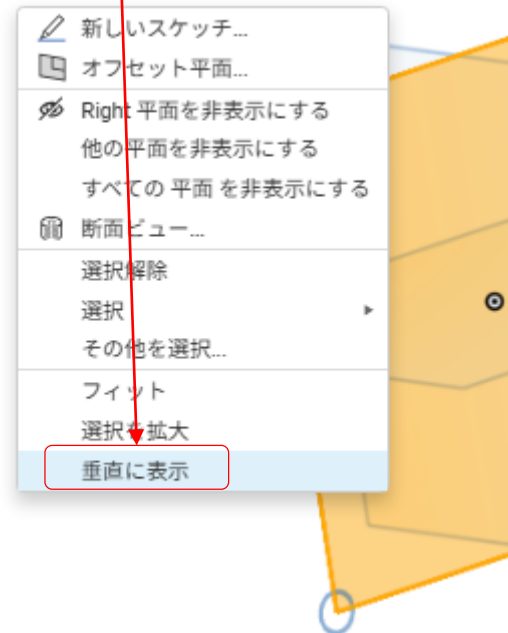 新しいスケッチ...
オフセット平面...
Right 平面を非表示にする
他の平面を非表示にする
すべての 平面 を非表示にする
断面ビュー...
選択解除
選択
その他を選択...
フィット
選択を拡大
垂直に表示